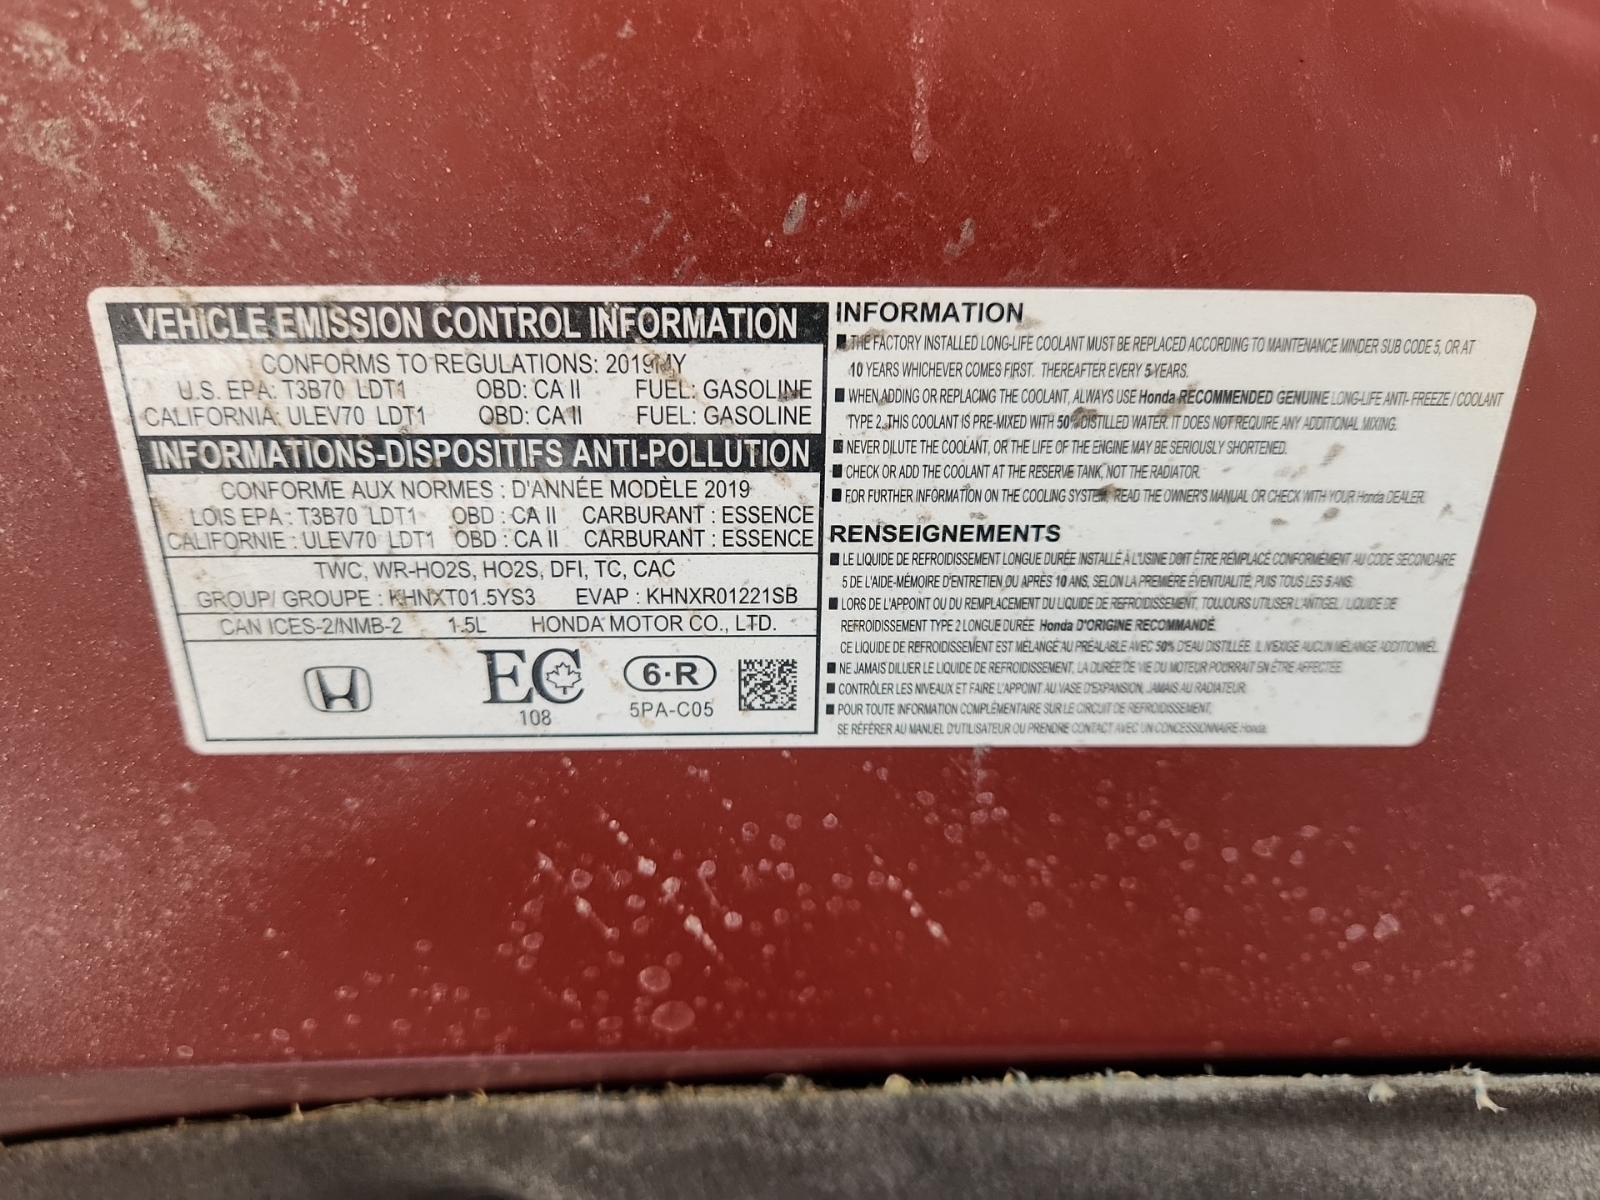 VEHICLE EMISSION CONTROL INFORMATION
CONFORMS TO REGULATIONS: 2019MY
U.S. EPA: T3B70 LDT1 OBD: CA II FUEL: GASOLINE
CALIFORNIA: ULEV70 LDT1 OBD: CA II FUEL: GASOLINE
INFORMATIONS-DISPOSITIFS ANTI-POLLUTION
CONFORME AUX NORMES : D'ANNÉE MODÈLE 2019
LOIS EPA : T3B70 LDT1 OBD : CA II CARBURANT : ESSENCE
CALIFORNIE : ULEV70 LDT1 OBD : CA II CARBURANT : ESSENCE
TWC, WR-HO2S, HO2S, DFI, TC, CAC
GROUP/ GROUPE : KHNXT01.5YS3 EVAP : KHNXR01221SB
CAN ICES-2/NMB-2 1.5L HONDA MOTOR CO., LTD.
EC
108
6·R
5PA-C05
INFORMATION
■ THE FACTORY INSTALLED LONG-LIFE COOLANT MUST BE REPLACED ACCORDING TO MAINTENANCE MINDER SUB CODE 5, OR AT
10 YEARS WHICHEVER COMES FIRST. THEREAFTER EVERY 5 YEARS.
■ WHEN ADDING OR REPLACING THE COOLANT, ALWAYS USE Honda RECOMMENDED GENUINE LONG-LIFE ANTI- FREEZE / COOLANT
TYPE 2. THIS COOLANT IS PRE-MIXED WITH 50% DISTILLED WATER. IT DOES NOT REQUIRE ANY ADDITIONAL MIXING.
■ NEVER DILUTE THE COOLANT, OR THE LIFE OF THE ENGINE MAY BE SERIOUSLY SHORTENED.
■ CHECK OR ADD THE COOLANT AT THE RESERVE TANK, NOT THE RADIATOR.
■ FOR FURTHER INFORMATION ON THE COOLING SYSTEM, READ THE OWNER'S MANUAL OR CHECK WITH YOUR Honda DEALER.
RENSEIGNEMENTS
■ LE LIQUIDE DE REFROIDISSEMENT LONGUE DURÉE INSTALLÉ À L'USINE DOIT ÊTRE REMPLACÉ CONFORMÉMENT AU CODE SECONDAIRE
5 DE L'AIDE-MÉMOIRE D'ENTRETIEN OU APRÈS 10 ANS, SELON LA PREMIÈRE ÉVENTUALITÉ, PUIS TOUS LES 5 ANS.
■ LORS DE L'APPOINT OU DU REMPLACEMENT DU LIQUIDE DE REFROIDISSEMENT, TOUJOURS UTILISER L'ANTIGEL / LIQUIDE DE
REFROIDISSEMENT TYPE 2 LONGUE DURÉE Honda D'ORIGINE RECOMMANDÉ.
CE LIQUIDE DE REFROIDISSEMENT EST MÉLANGÉ AU PRÉALABLE AVEC 50% D'EAU DISTILLÉE. IL N'EXIGE AUCUN MÉLANGE ADDITIONNEL.
■ NE JAMAIS DILUER LE LIQUIDE DE REFROIDISSEMENT, LA DURÉE DE VIE DU MOTEUR POURRAIT EN ÊTRE AFFECTÉE.
■ CONTRÔLER LES NIVEAUX ET FAIRE L'APPOINT AU VASE D'EXPANSION, JAMAIS AU RADIATEUR.
■ POUR TOUTE INFORMATION COMPLÉMENTAIRE SUR LE CIRCUIT DE REFROIDISSEMENT,
SE RÉFÉRER AU MANUEL D'UTILISATEUR OU PRENDRE CONTACT AVEC UN CONCESSIONNAIRE Honda.